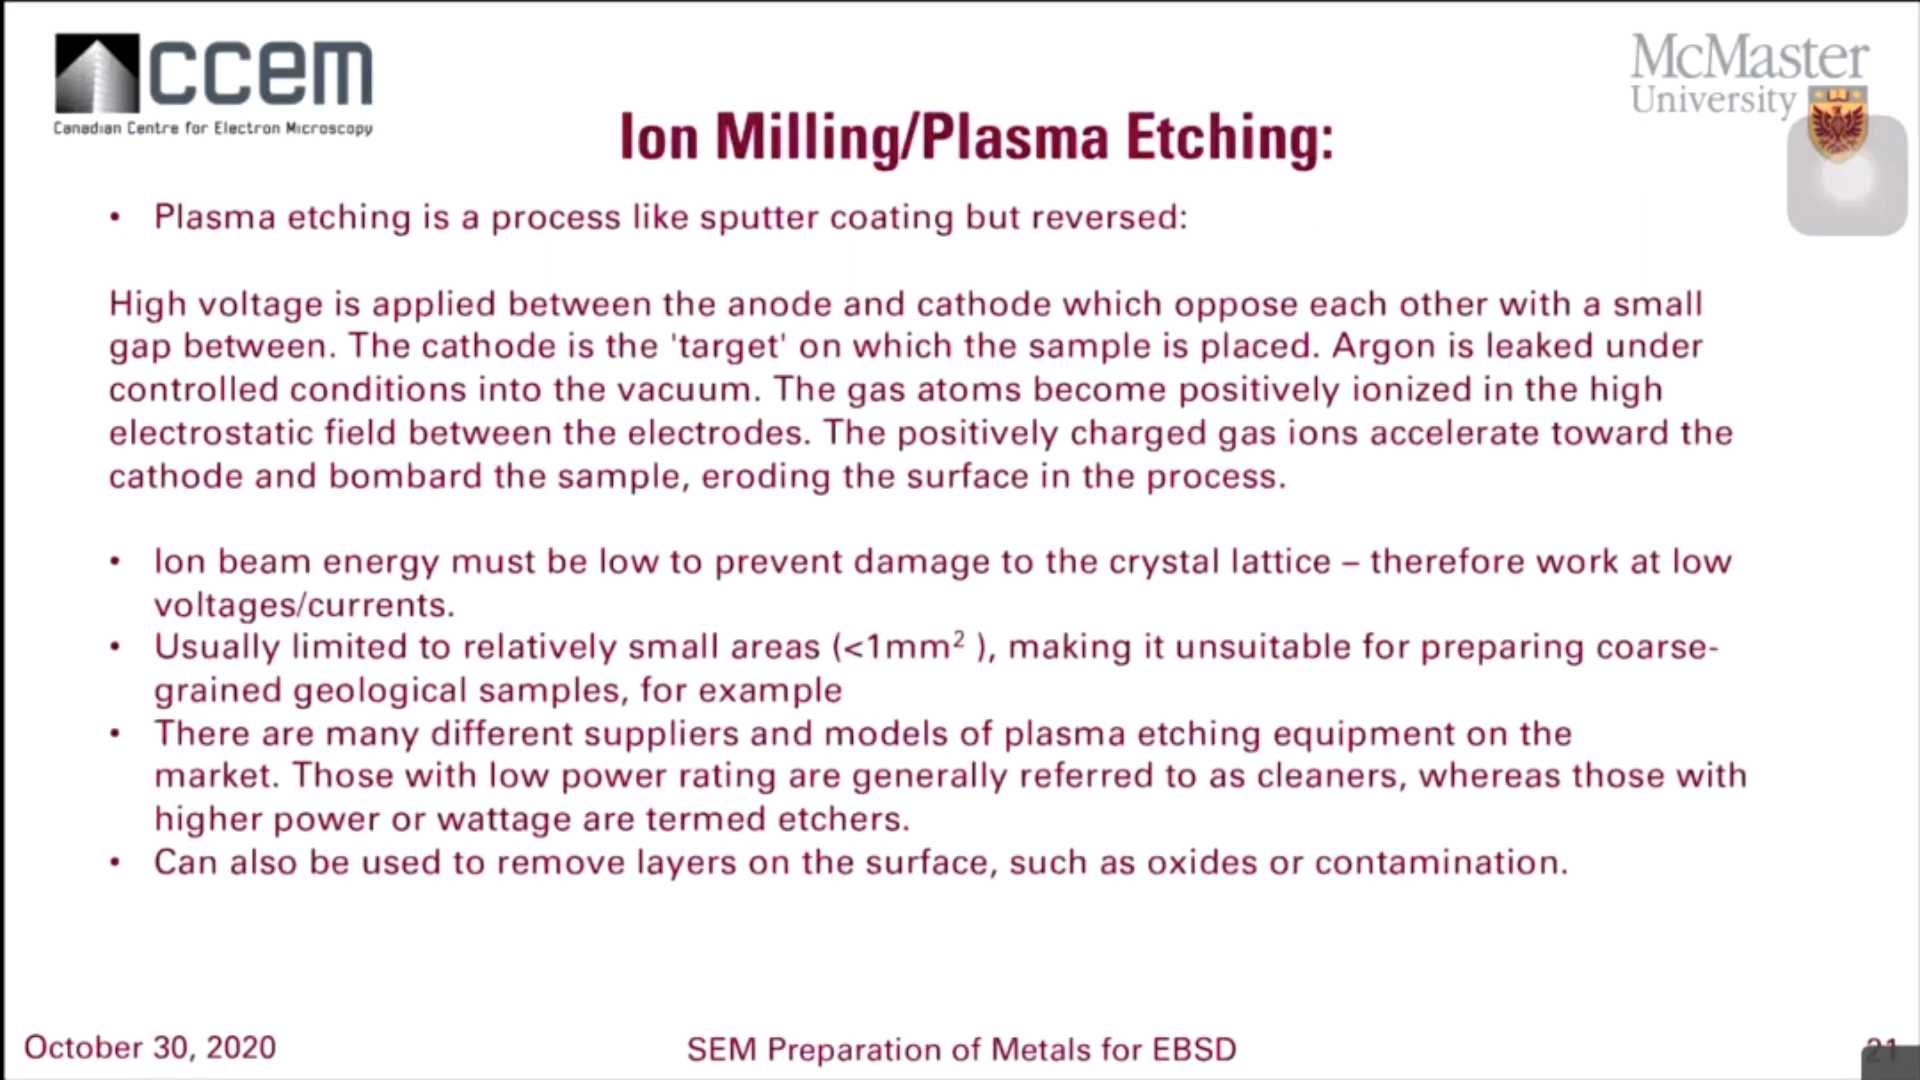 ccem
Canadian Centre for Electron Microscopy
McMaster
University
Ion Milling/Plasma Etching:
• Plasma etching is a process like sputter coating but reversed:
High voltage is applied between the anode and cathode which oppose each other with a small
gap between. The cathode is the 'target' on which the sample is placed. Argon is leaked under
controlled conditions into the vacuum. The gas atoms become positively ionized in the high
electrostatic field between the electrodes. The positively charged gas ions accelerate toward the
cathode and bombard the sample, eroding the surface in the process.
• Ion beam energy must be low to prevent damage to the crystal lattice – therefore work at low
voltages/currents.
• Usually limited to relatively small areas (<1mm² ), making it unsuitable for preparing coarse-
grained geological samples, for example
• There are many different suppliers and models of plasma etching equipment on the
market. Those with low power rating are generally referred to as cleaners, whereas those with
higher power or wattage are termed etchers.
• Can also be used to remove layers on the surface, such as oxides or contamination.
October 30, 2020
SEM Preparation of Metals for EBSD
21